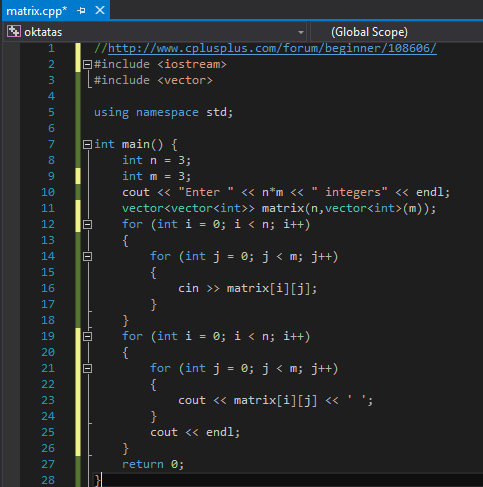 matrix.cpp*
oktatas (Global Scope)
1 //http://www.cplusplus.com/forum/beginner/108606/
2 #include <iostream>
3 #include <vector>
4
5 using namespace std;
6
7 int main() {
8 int n = 3;
9 int m = 3;
10 cout << "Enter " << n*m << " integers" << endl;
11 vector<vector<int>> matrix(n,vector<int>(m));
12 for (int i = 0; i < n; i++)
13 {
14 for (int j = 0; j < m; j++)
15 {
16 cin >> matrix[i][j];
17 }
18 }
19 for (int i = 0; i < n; i++)
20 {
21 for (int j = 0; j < m; j++)
22 {
23 cout << matrix[i][j] << ' ';
24 }
25 cout << endl;
26 }
27 return 0;
28 }